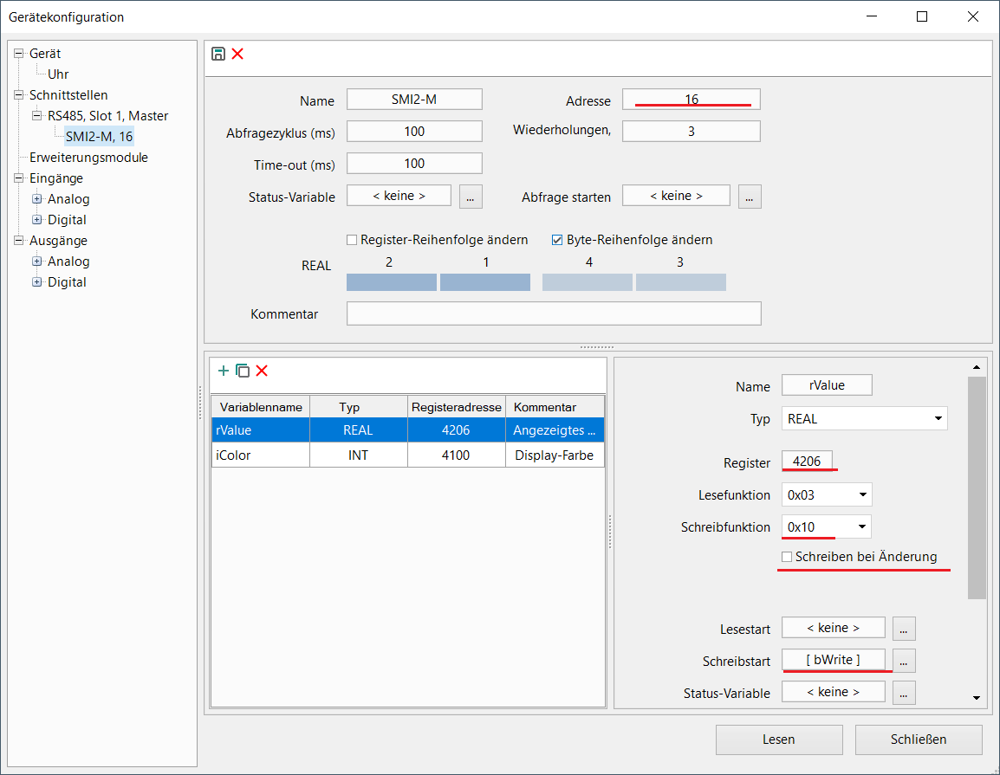 Gerätekonfiguration
Gerät
Uhr
Schnittstellen
RS485, Slot 1, Master
SMI2-M, 16
Erweiterungsmodule
Eingänge
Analog
Digital
Ausgänge
Analog
Digital
Name SMI2-M Adresse 16
Abfragezyklus (ms) 100 Wiederholungen, 3
Time-out (ms) 100
Status-Variable < keine > ... Abfrage starten < keine > ...
Register-Reihenfolge ändern Byte-Reihenfolge ändern
REAL 2 1 4 3
Kommentar
Variablenname Typ Registeradresse Kommentar
rValue REAL 4206 Angezeigtes ...
iColor INT 4100 Display-Farbe
Name rValue
Typ REAL
Register 4206
Lesefunktion 0x03
Schreibfunktion 0x10
Schreiben bei Änderung
Lesestart < keine > ...
Schreibstart [ bWrite ] ...
Status-Variable < keine > ...
Lesen Schließen